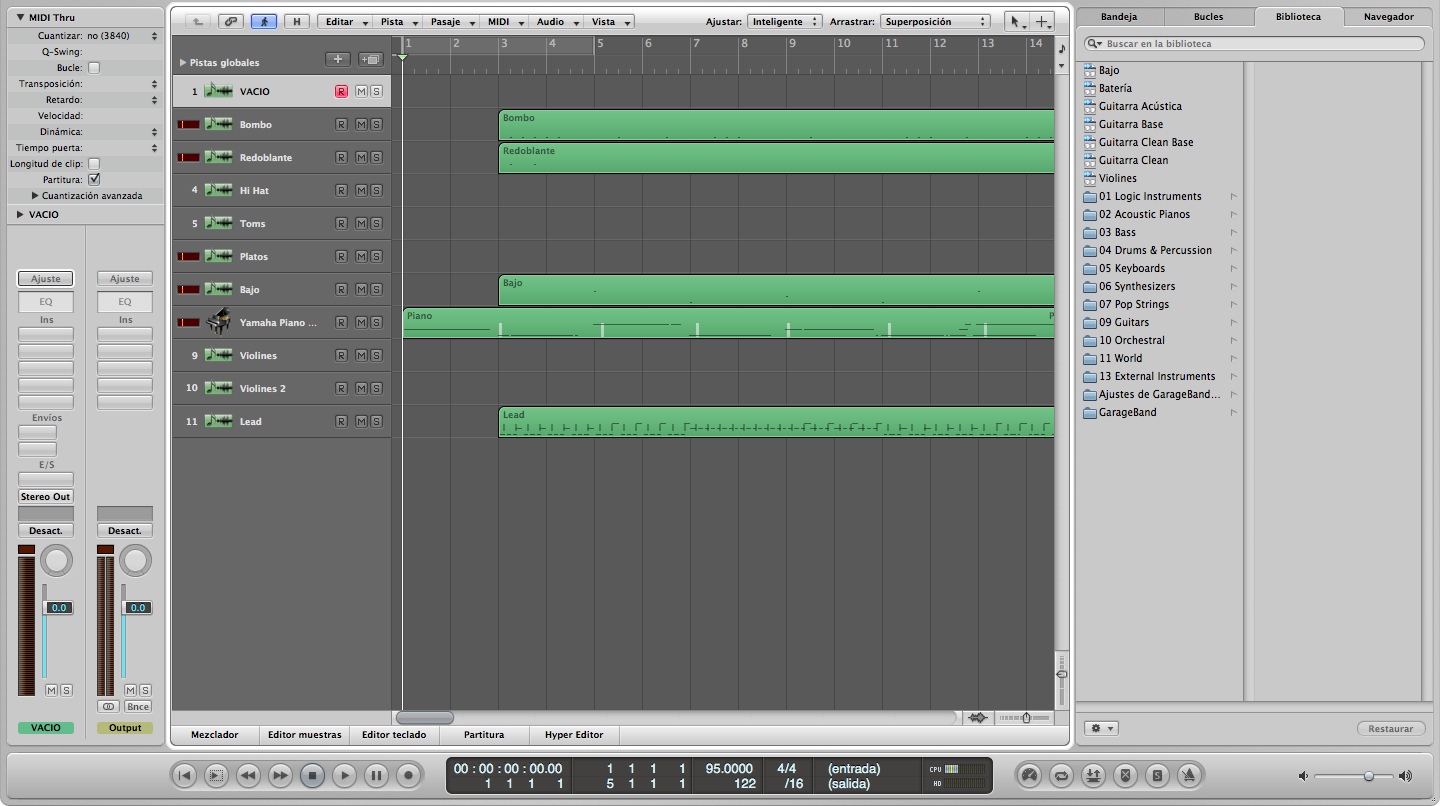 MIDI Thru
Cuantizar: no (3840)
Q-Swing:
Bucle:
Transposición:
Retardo:
Velocidad:
Dinámica:
Tiempo puerta:
Longitud de clip:
Partitura:
Cuantización avanzada
VACIO
Ajuste Ajuste
EQ EQ
Ins Ins
Envíos
E/S
Stereo Out
Desact. Desact.
0.0 0.0
M S M S
Bnce
VACIO Output
H Editar Pista Pasaje MIDI Audio Vista Ajustar: Inteligente Arrastrar: Superposición
1 2 3 4 5 6 7 8 9 10 11 12 13 14
Pistas globales
1 VACIO R M S
Bombo R M S
Redoblante R M S
4 Hi Hat R M S
5 Toms R M S
Platos R M S
Bajo R M S
Yamaha Piano ... R M S
9 Violines R M S
10 Violines 2 R M S
11 Lead R M S
Bombo
Redoblante
Bajo
Piano P
Lead
Mezclador Editor muestras Editor teclado Partitura Hyper Editor
Bandeja Bucles Biblioteca Navegador
Buscar en la biblioteca
Bajo
Batería
Guitarra Acústica
Guitarra Base
Guitarra Clean Base
Guitarra Clean
Violines
01 Logic Instruments
02 Acoustic Pianos
03 Bass
04 Drums & Percussion
05 Keyboards
06 Synthesizers
07 Pop Strings
09 Guitars
10 Orchestral
11 World
13 External Instruments
Ajustes de GarageBand...
GarageBand
Restaurar
00 : 00 : 00 : 00.00 1 1 1 1 95.0000 4/4 (entrada) CPU
1 1 1 1 5 1 1 1 122 /16 (salida) HD
S